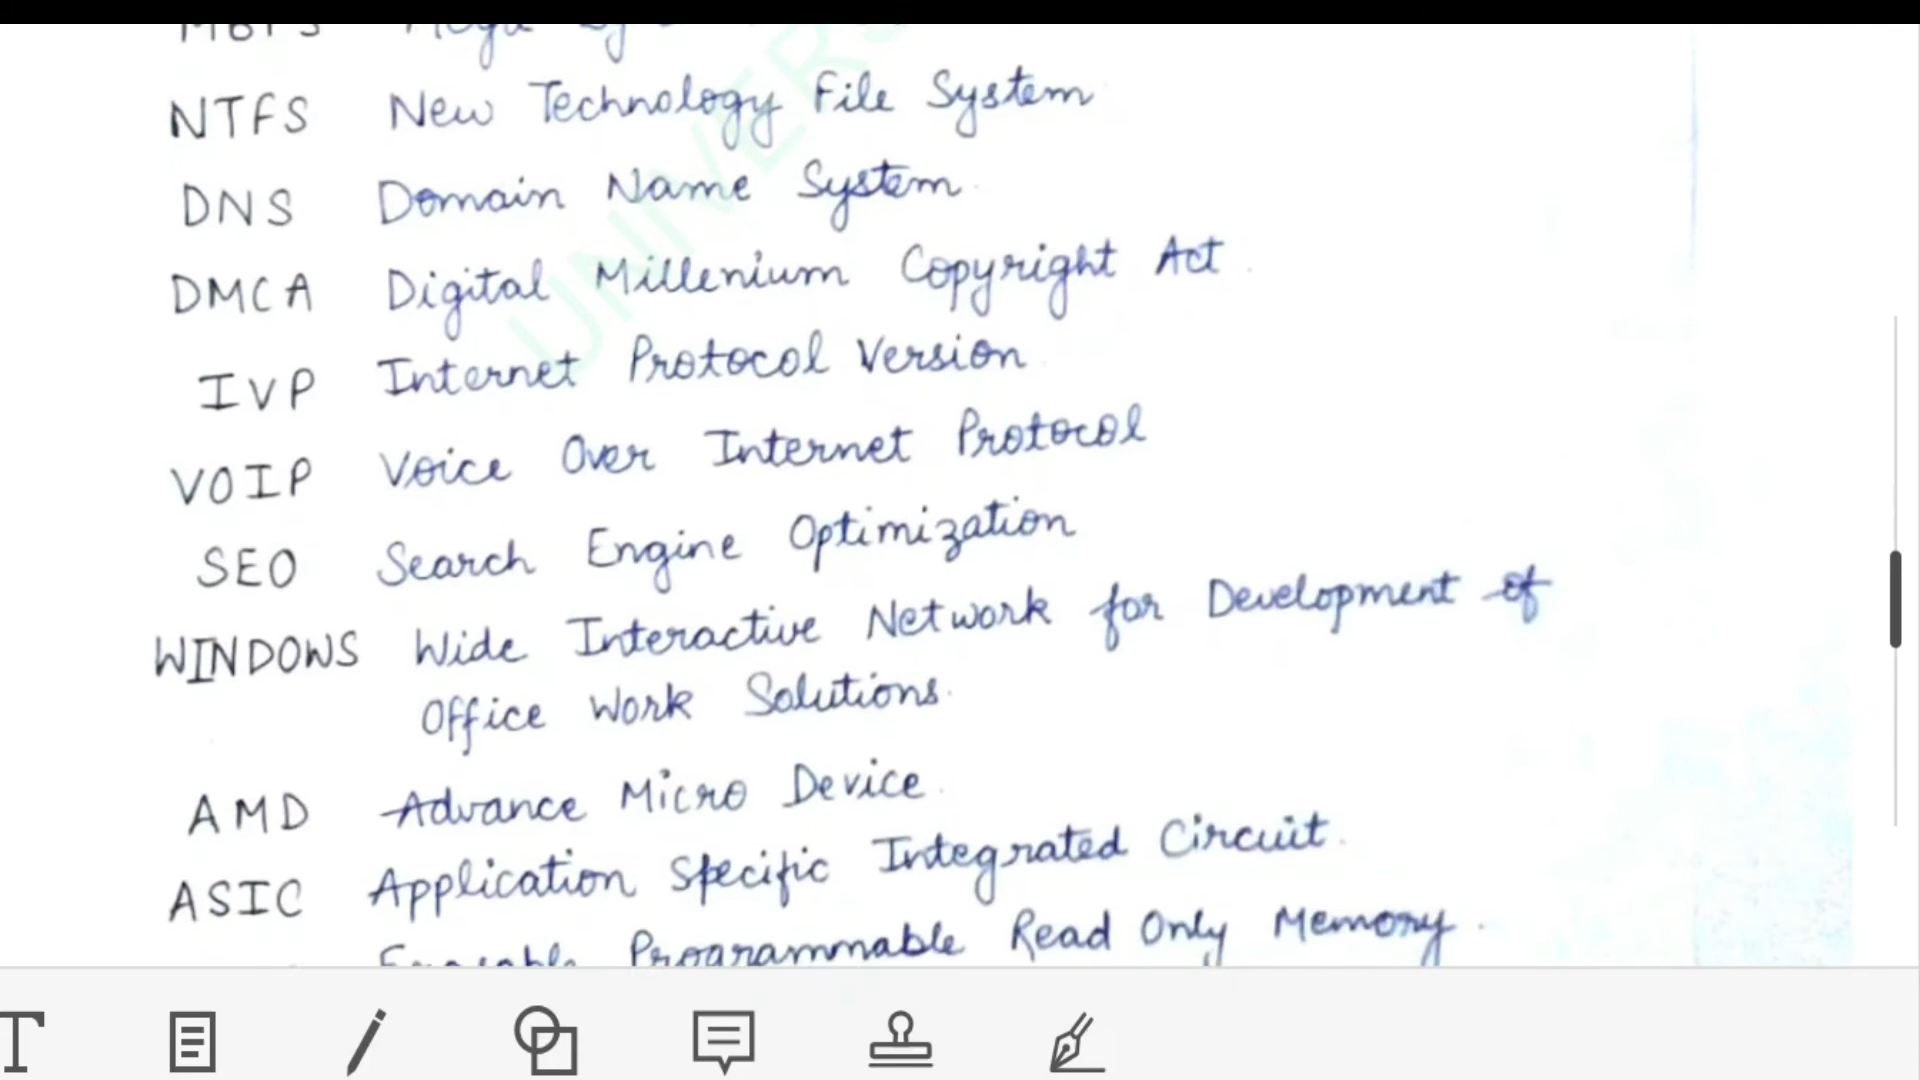 NTFS New Technology File System
DNS Domain Name System
DMCA Digital Millenium Copyright Act
IVP Internet Protocol Version
VOIP Voice Over Internet Protocol
SEO Search Engine Optimization
WINDOWS Wide Interactive Network for Development of
Office Work Solutions
AMD Advance Micro Device
ASIC Application Specific Integrated Circuit
Erasable Programmable Read Only Memory